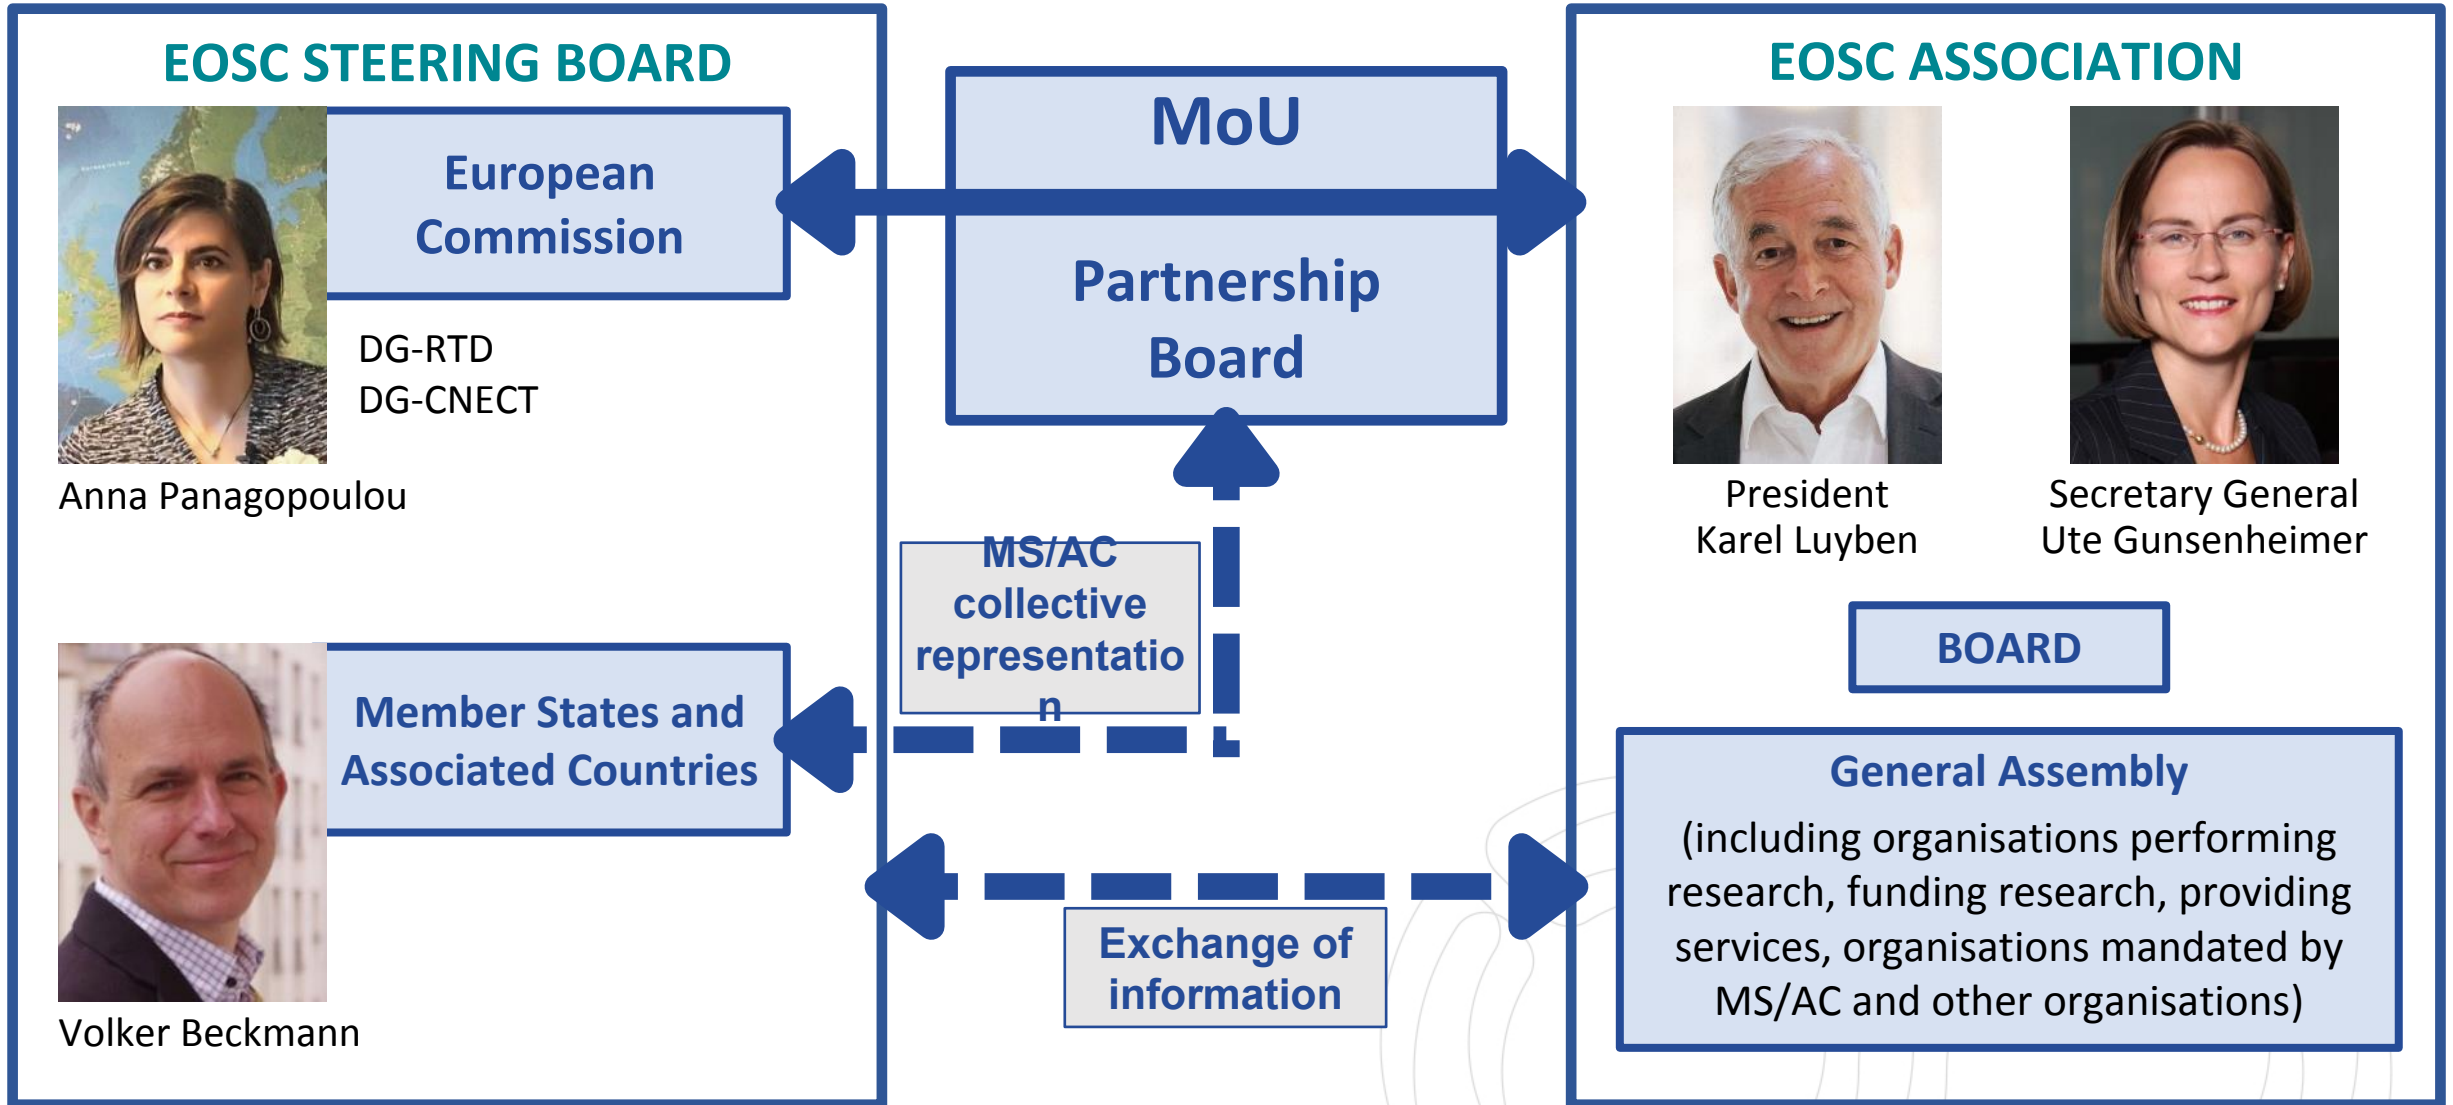 EOSC STEERING BOARD
European
Commission
DG-RTD
DG-CNECT
Anna Panagopoulou
Member States and
Associated Countries
Volker Beckmann
MoU
Partnership
Board
MS/AC
collective
representatio
n
Exchange of
information
EOSC ASSOCIATION
President
Karel Luyben
Secretary General
Ute Gunsenheimer
BOARD
General Assembly
(including organisations performing
research, funding research, providing
services, organisations mandated by
MS/AC and other organisations)